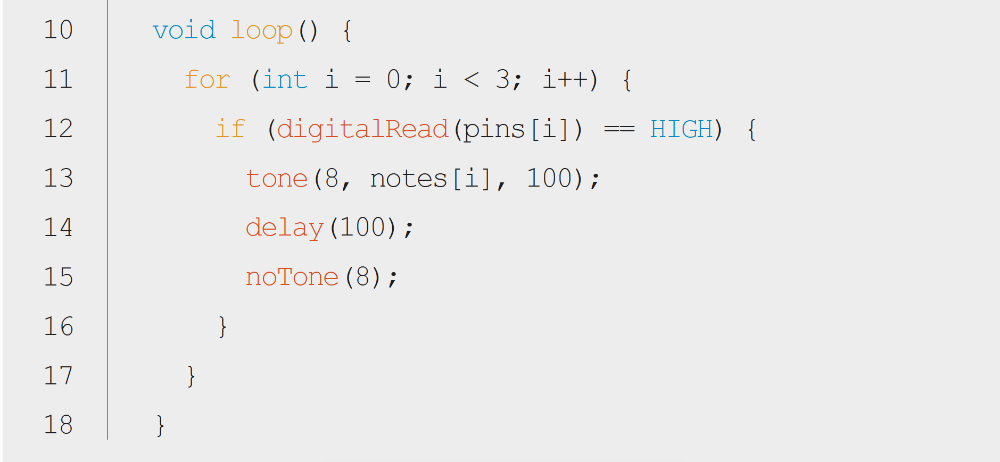 10 void loop() {
11 for (int i = 0; i < 3; i++) {
12 if (digitalRead(pins[i]) == HIGH) {
13 tone(8, notes[i], 100);
14 delay(100);
15 noTone(8);
16 }
17 }
18 }